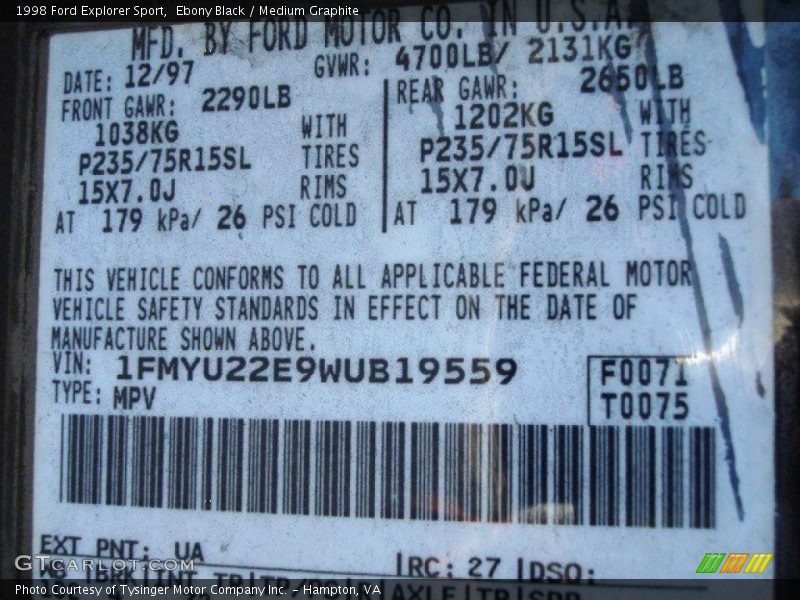 1998 Ford Explorer Sport, Ebony Black / Medium Graphite
MFD. BY FORD MOTOR CO. IN U.S.A.
DATE: 12/97 GVWR: 4700LB/ 2131KG
FRONT GAWR: 2290LB
1038KG WITH
P235/75R15SL TIRES
15X7.0J RIMS
AT 179 kPa/ 26 PSI COLD
REAR GAWR: 2650LB
1202KG WITH
P235/75R15SL TIRES
15X7.0J RIMS
AT 179 kPa/ 26 PSI COLD
THIS VEHICLE CONFORMS TO ALL APPLICABLE FEDERAL MOTOR
VEHICLE SAFETY STANDARDS IN EFFECT ON THE DATE OF
MANUFACTURE SHOWN ABOVE.
VIN: 1FMYU22E9WUB19559
TYPE: MPV
F0071
T0075
EXT PNT: UA RC: 27 DSO:
GTCarlot.com
Photo Courtesy of Tysinger Motor Company Inc. - Hampton, VA